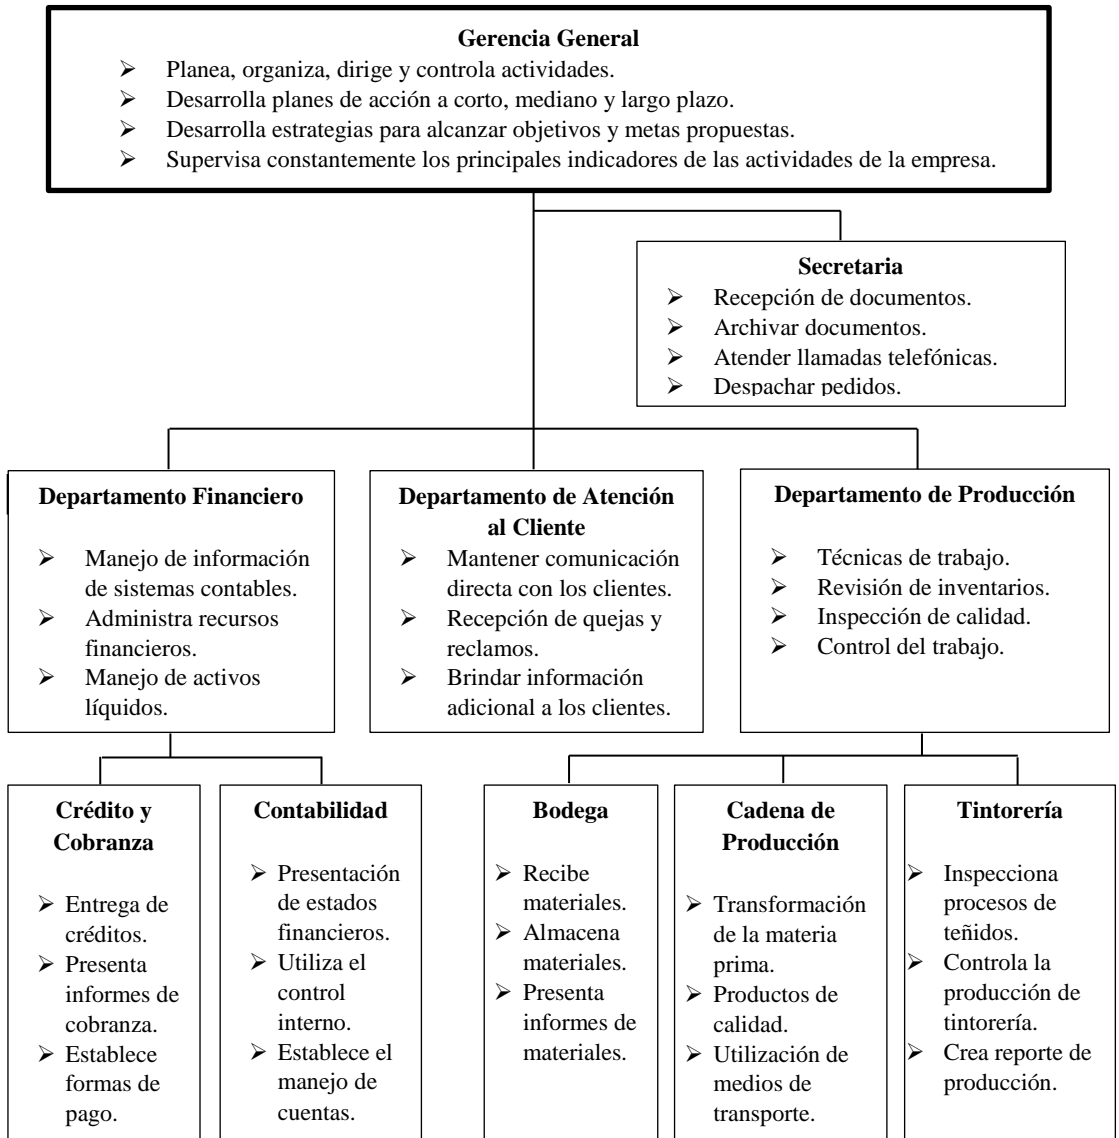 Gerencia General
➢ Planea, organiza, dirige y controla actividades.
➢ Desarrolla planes de acción a corto, mediano y largo plazo.
➢ Desarrolla estrategias para alcanzar objetivos y metas propuestas.
➢ Supervisa constantemente los principales indicadores de las actividades de la empresa.
Secretaria
➢ Recepción de documentos.
➢ Archivar documentos.
➢ Atender llamadas telefónicas.
➢ Despachar pedidos.
Departamento Financiero
➢ Manejo de información
de sistemas contables.
➢ Administra recursos
financieros.
➢ Manejo de activos
líquidos.
Departamento de Atención
al Cliente
➢ Mantener comunicación
directa con los clientes.
➢ Recepción de quejas y
reclamos.
➢ Brindar información
adicional a los clientes.
Departamento de Producción
➢ Técnicas de trabajo.
➢ Revisión de inventarios.
➢ Inspección de calidad.
➢ Control del trabajo.
Crédito y
Cobranza
➢ Entrega de
créditos.
➢ Presenta
informes de
cobranza.
➢ Establece
formas de
pago.
Contabilidad
➢ Presentación
de estados
financieros.
➢ Utiliza el
control
interno.
➢ Establece el
manejo de
cuentas.
Bodega
➢ Recibe
materiales.
➢ Almacena
materiales.
➢ Presenta
informes de
materiales.
Cadena de
Producción
➢ Transformación
de la materia
prima.
➢ Productos de
calidad.
➢ Utilización de
medios de
transporte.
Tintorería
➢ Inspecciona
procesos de
teñidos.
➢ Controla la
producción de
tintorería.
➢ Crea reporte de
producción.